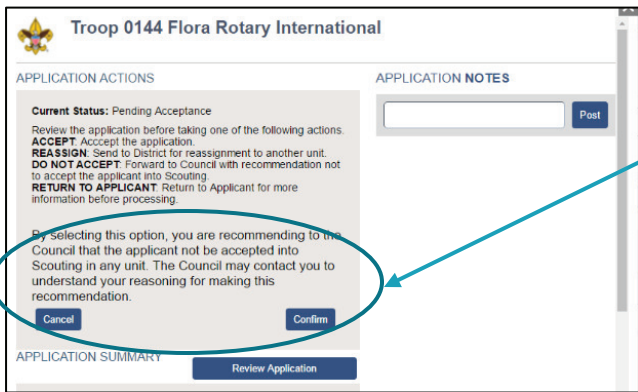 Troop 0144 Flora Rotary International
APPLICATION ACTIONS
Current Status: Pending Acceptance
Review the application before taking one of the following actions.
ACCEPT: Acccept the application.
REASSIGN: Send to District for reassignment to another unit.
DO NOT ACCEPT: Forward to Council with recommendation not
to accept the applicant into Scouting.
RETURN TO APPLICANT: Return to Applicant for more
information before processing.
By selecting this option, you are recommending to the
Council that the applicant not be accepted into
Scouting in any unit. The Council may contact you to
understand your reasoning for making this
recommendation.
Cancel
Confirm
APPLICATION SUMMARY
Review Application
APPLICATION NOTES
Post